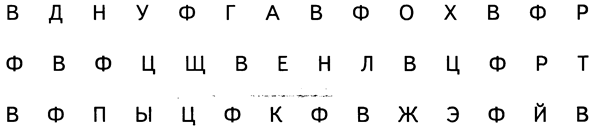 В Д Н У Ф Г А В Ф О Х В Ф Р
Ф В Ф Ц Щ В Е Н Л В Ц Ф Р Т
В Ф П Ы Ц Ф К Ф В Ж Э Ф Й В